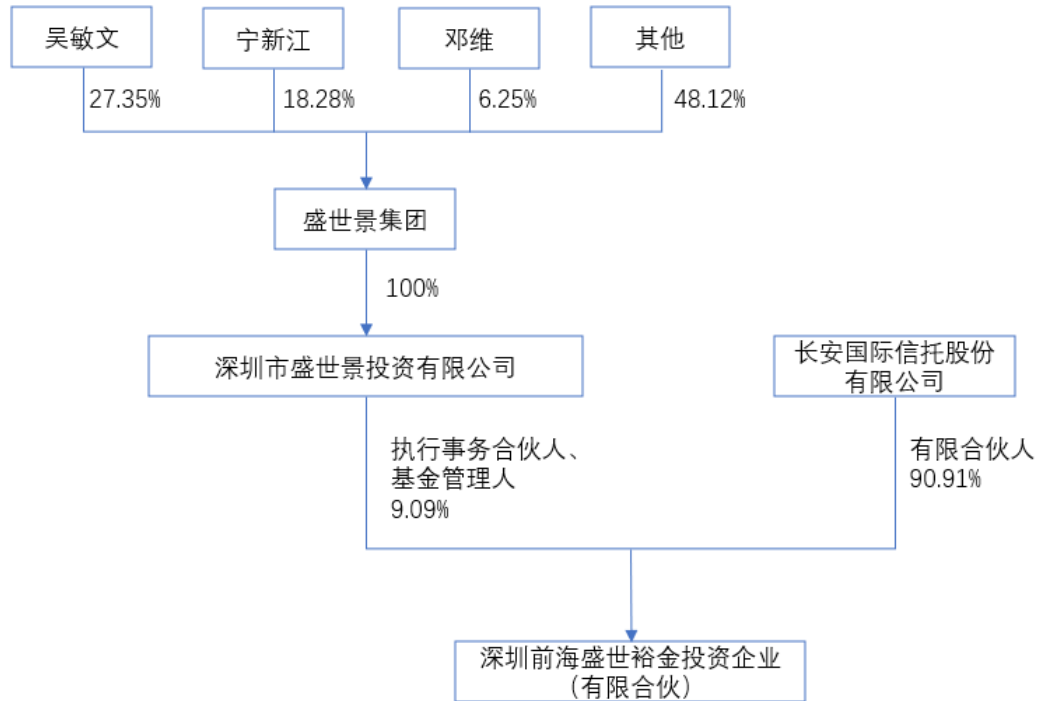 吴敏文
宁新江
邓维
其他
27.35%
18.28%
6.25%
48.12%
盛世景集团
100%
深圳市盛世景投资有限公司
长安国际信托股份
有限公司
执行事务合伙人、
基金管理人
9.09%
有限合伙人
90.91%
深圳前海盛世裕金投资企业
（有限合伙）